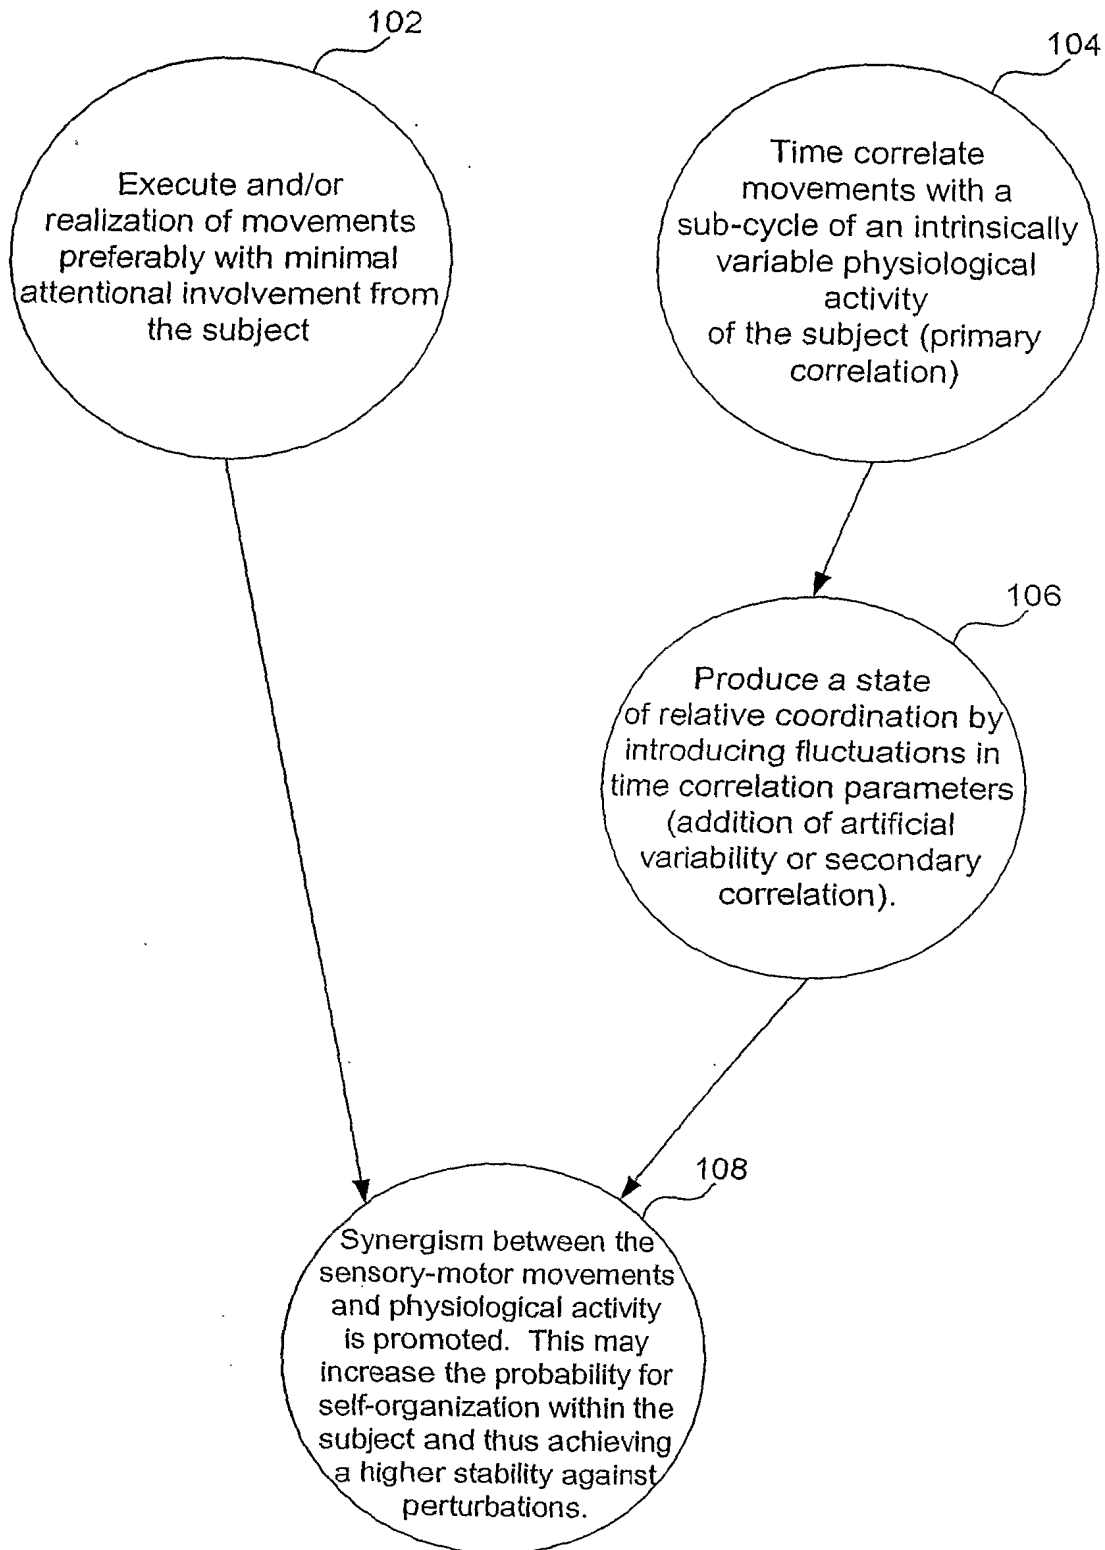 102
Execute and/or
realization of movements
preferably with minimal
attentional involvement from
the subject
104
Time correlate
movements with a
sub-cycle of an intrinsically
variable physiological
activity
of the subject (primary
correlation)
106
Produce a state
of relative coordination by
introducing fluctuations in
time correlation parameters
(addition of artificial
variability or secondary
correlation).
108
Synergism between the
sensory-motor movements
and physiological activity
is promoted. This may
increase the probability for
self-organization within the
subject and thus achieving
a higher stability against
perturbations.